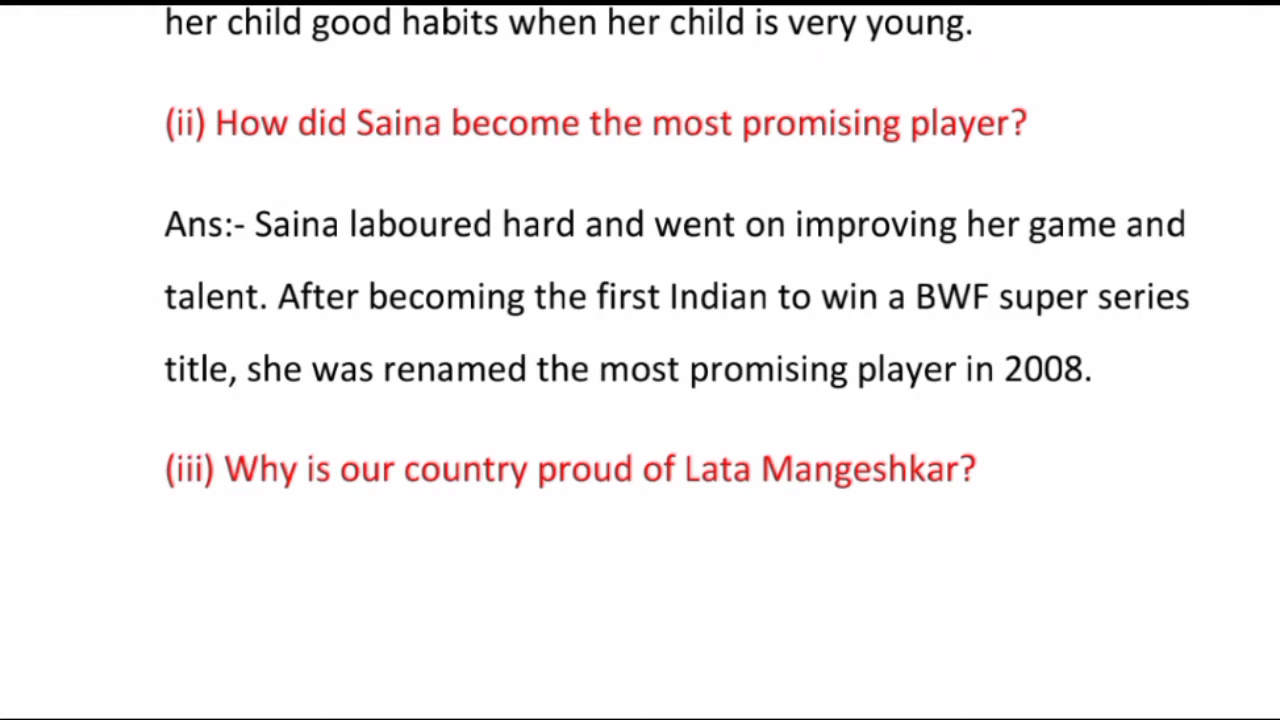 her child good habits when her child is very young.
(ii) How did Saina become the most promising player?
Ans:- Saina laboured hard and went on improving her game and
talent. After becoming the first Indian to win a BWF super series
title, she was renamed the most promising player in 2008.
(iii) Why is our country proud of Lata Mangeshkar?